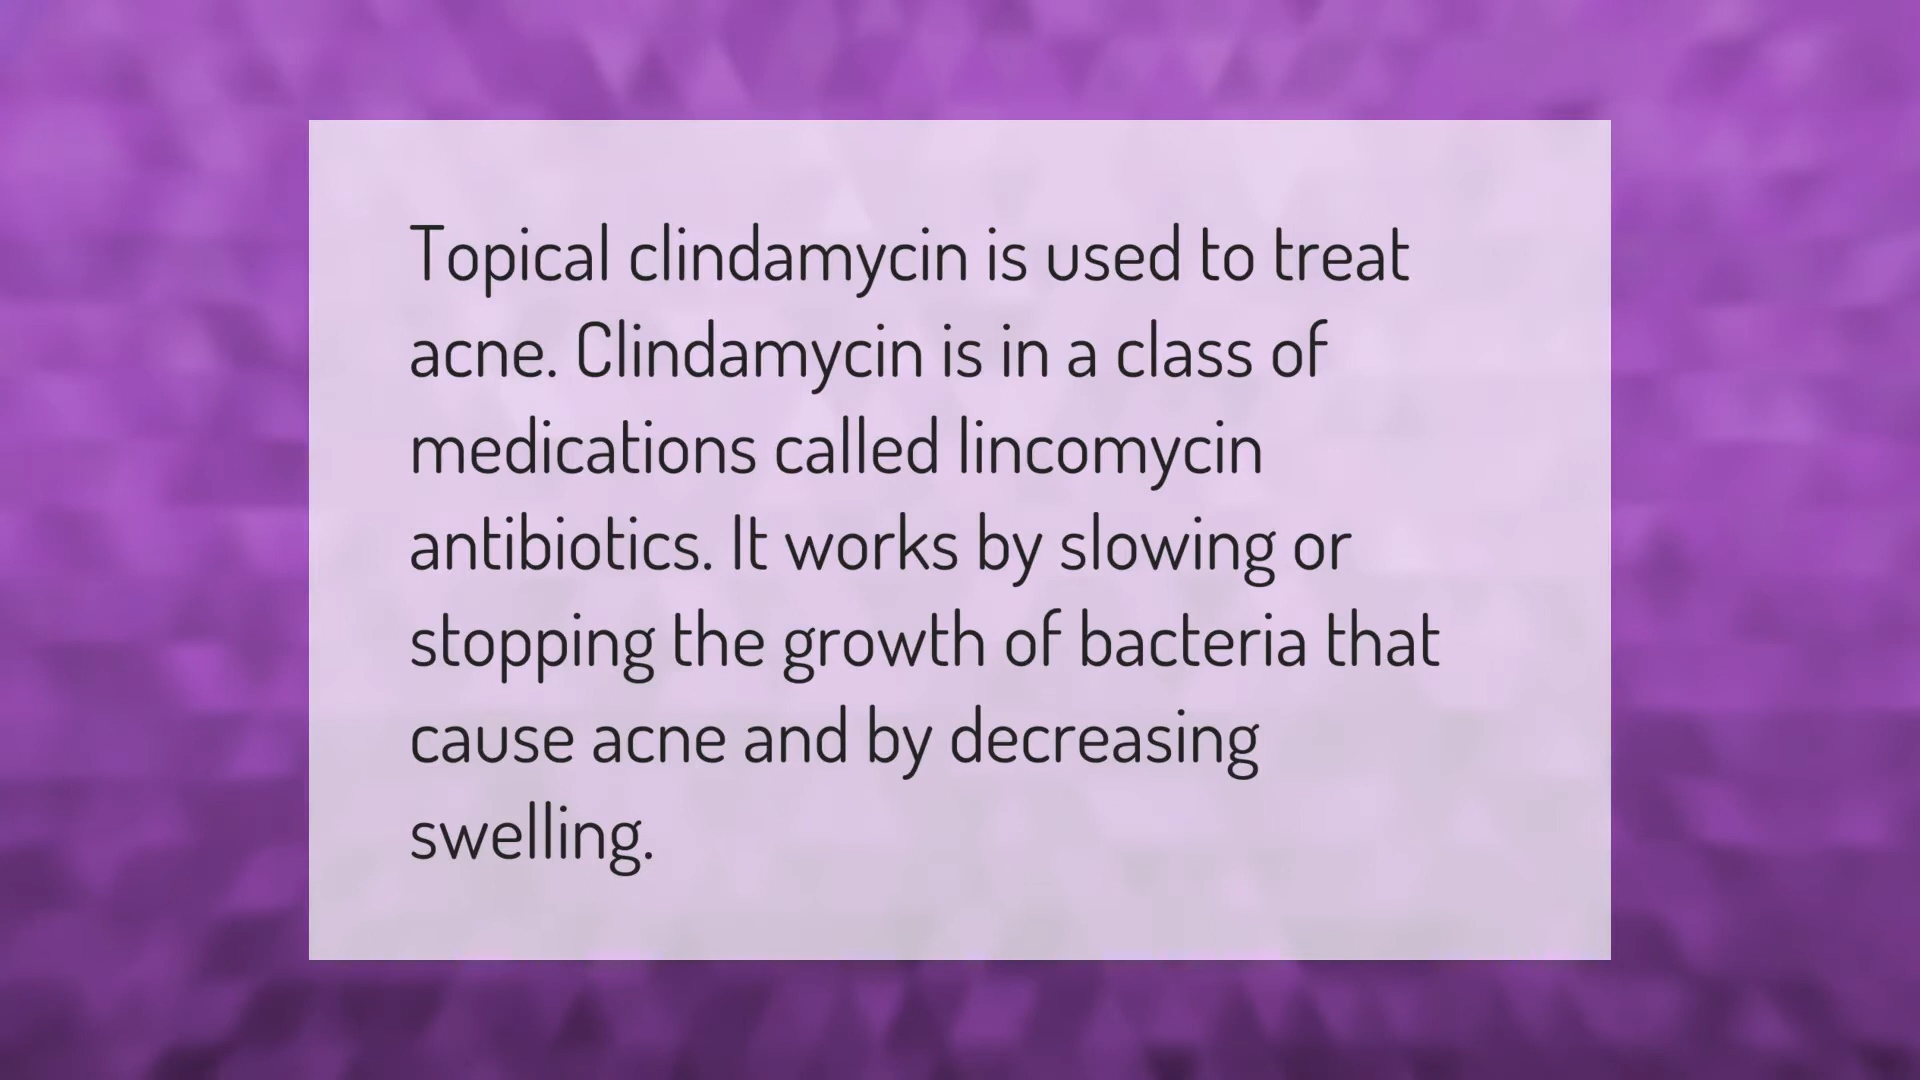 Topical clindamycin is used to treat
acne. Clindamycin is in a class of
medications called lincomycin
antibiotics. It works by slowing or
stopping the growth of bacteria that
cause acne and by decreasing
swelling.